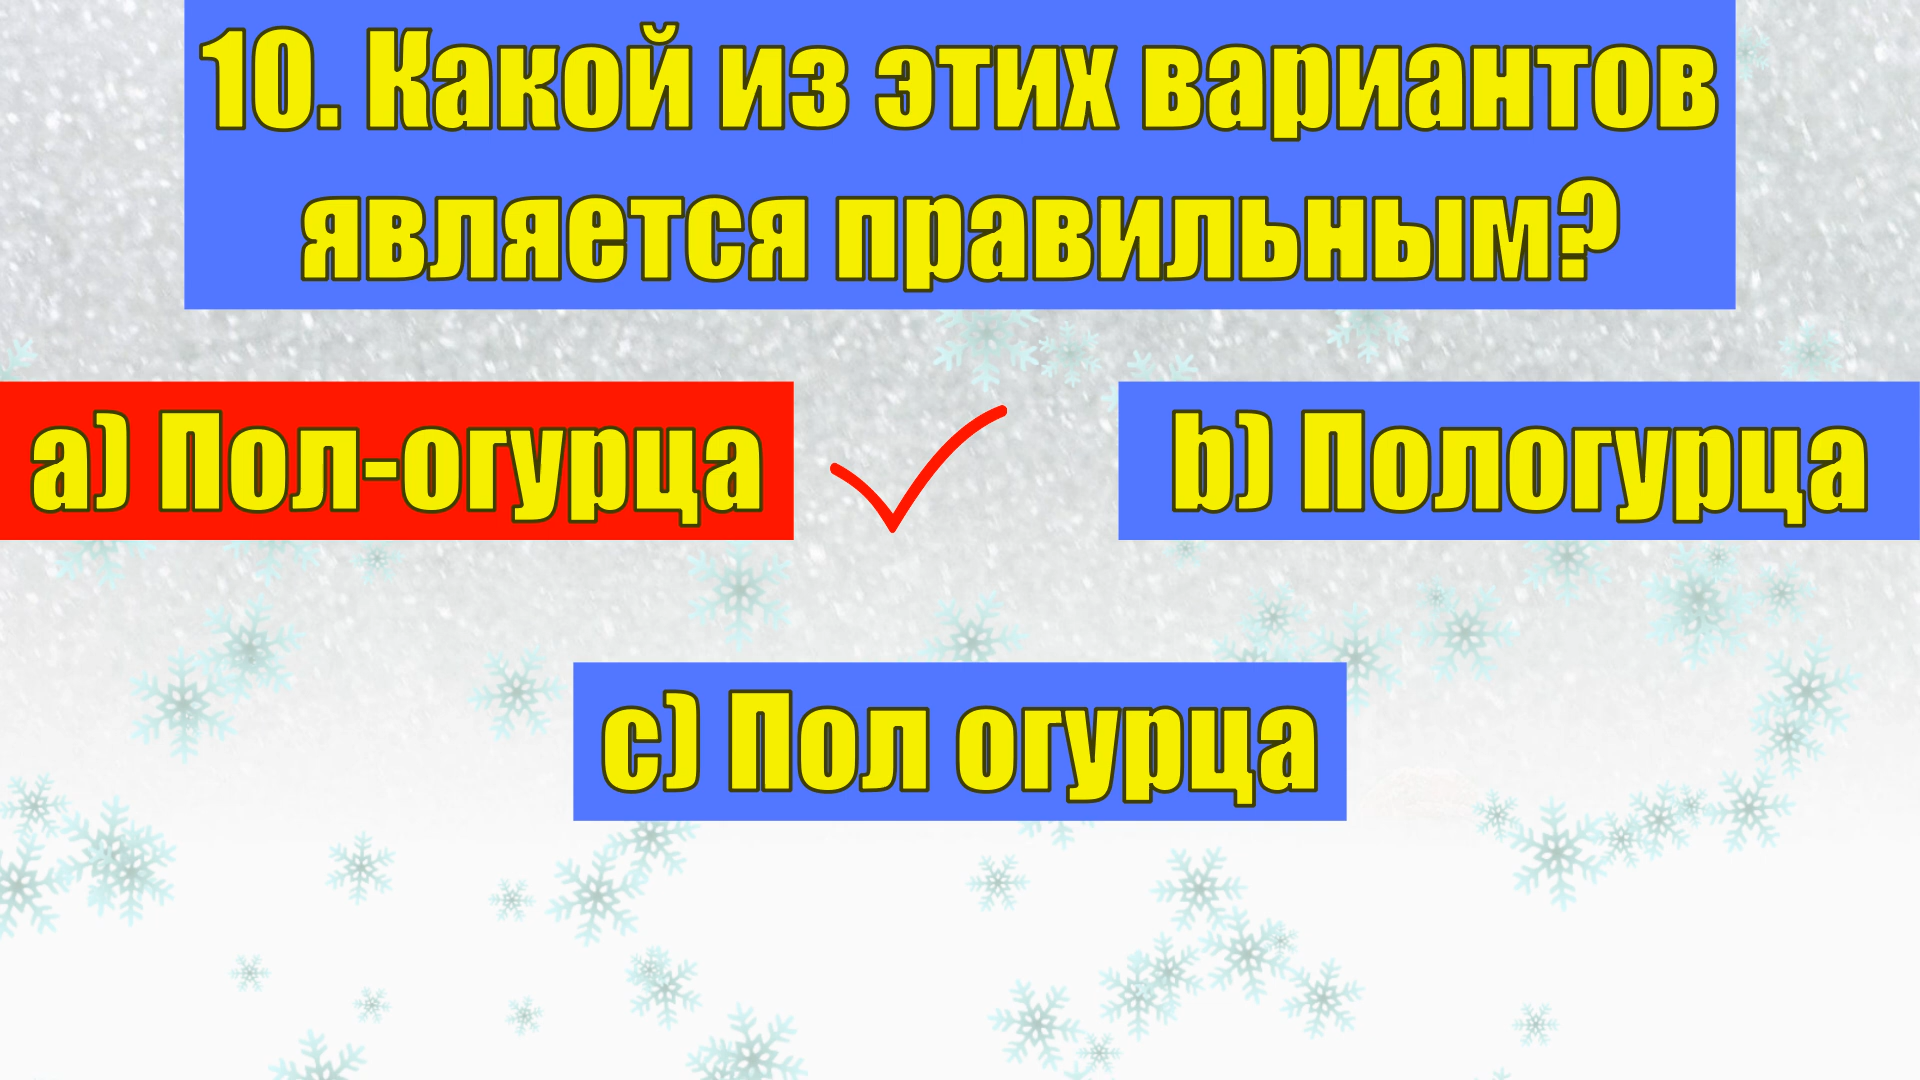 10. Какой из этих вариантов
является правильным?
a) Пол-огурца
b) Пологурца
c) Пол огурца